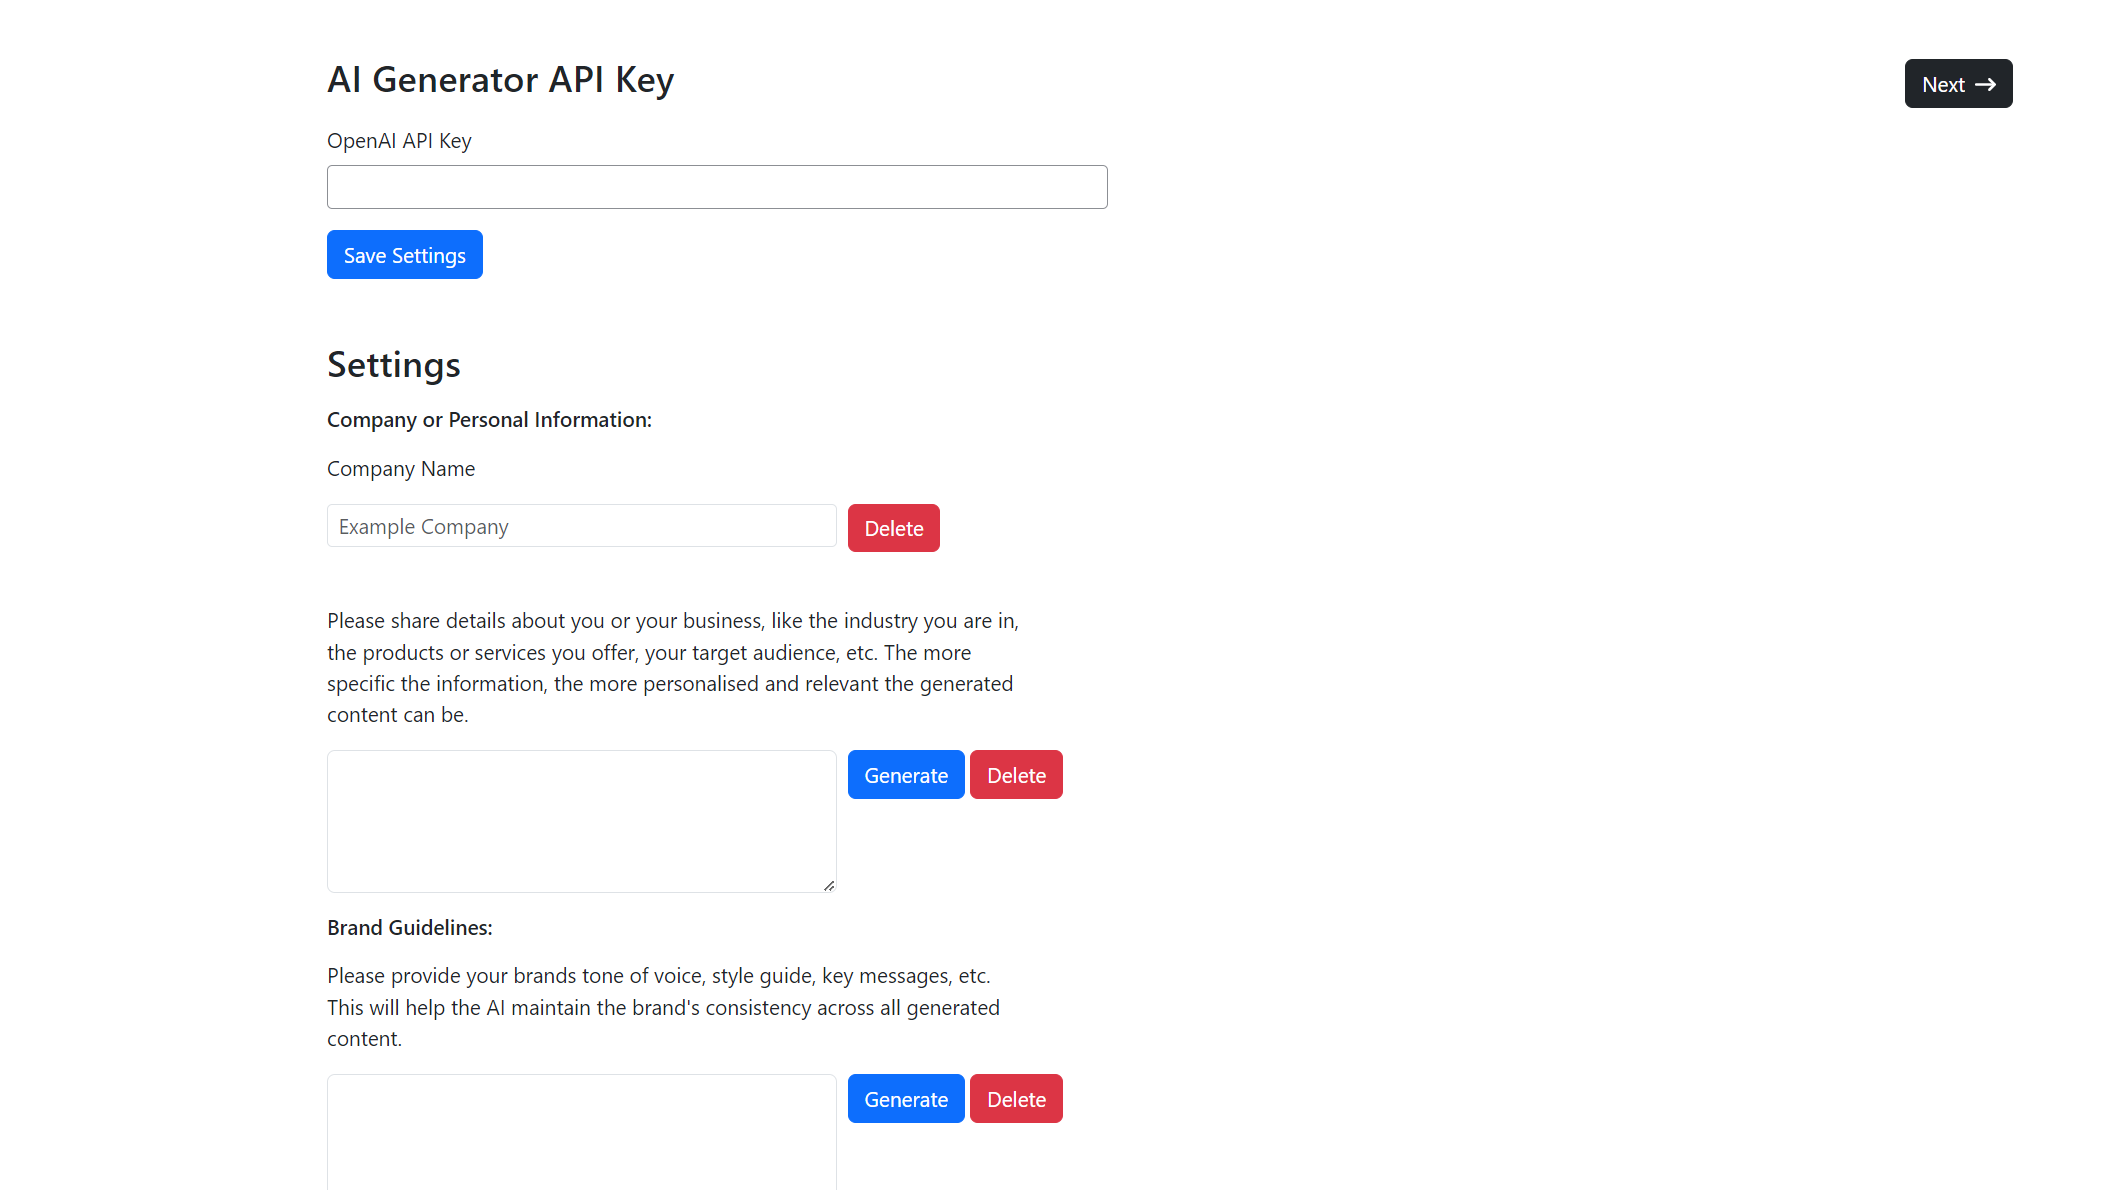 AI Generator API Key
Next
OpenAI API Key
Save Settings
Settings
Company or Personal Information:
Company Name
Example Company
Delete
Please share details about you or your business, like the industry you are in,
the products or services you offer, your target audience, etc. The more
specific the information, the more personalised and relevant the generated
content can be.
Generate
Delete
Brand Guidelines:
Please provide your brands tone of voice, style guide, key messages, etc.
This will help the AI maintain the brand's consistency across all generated
content.
Generate
Delete